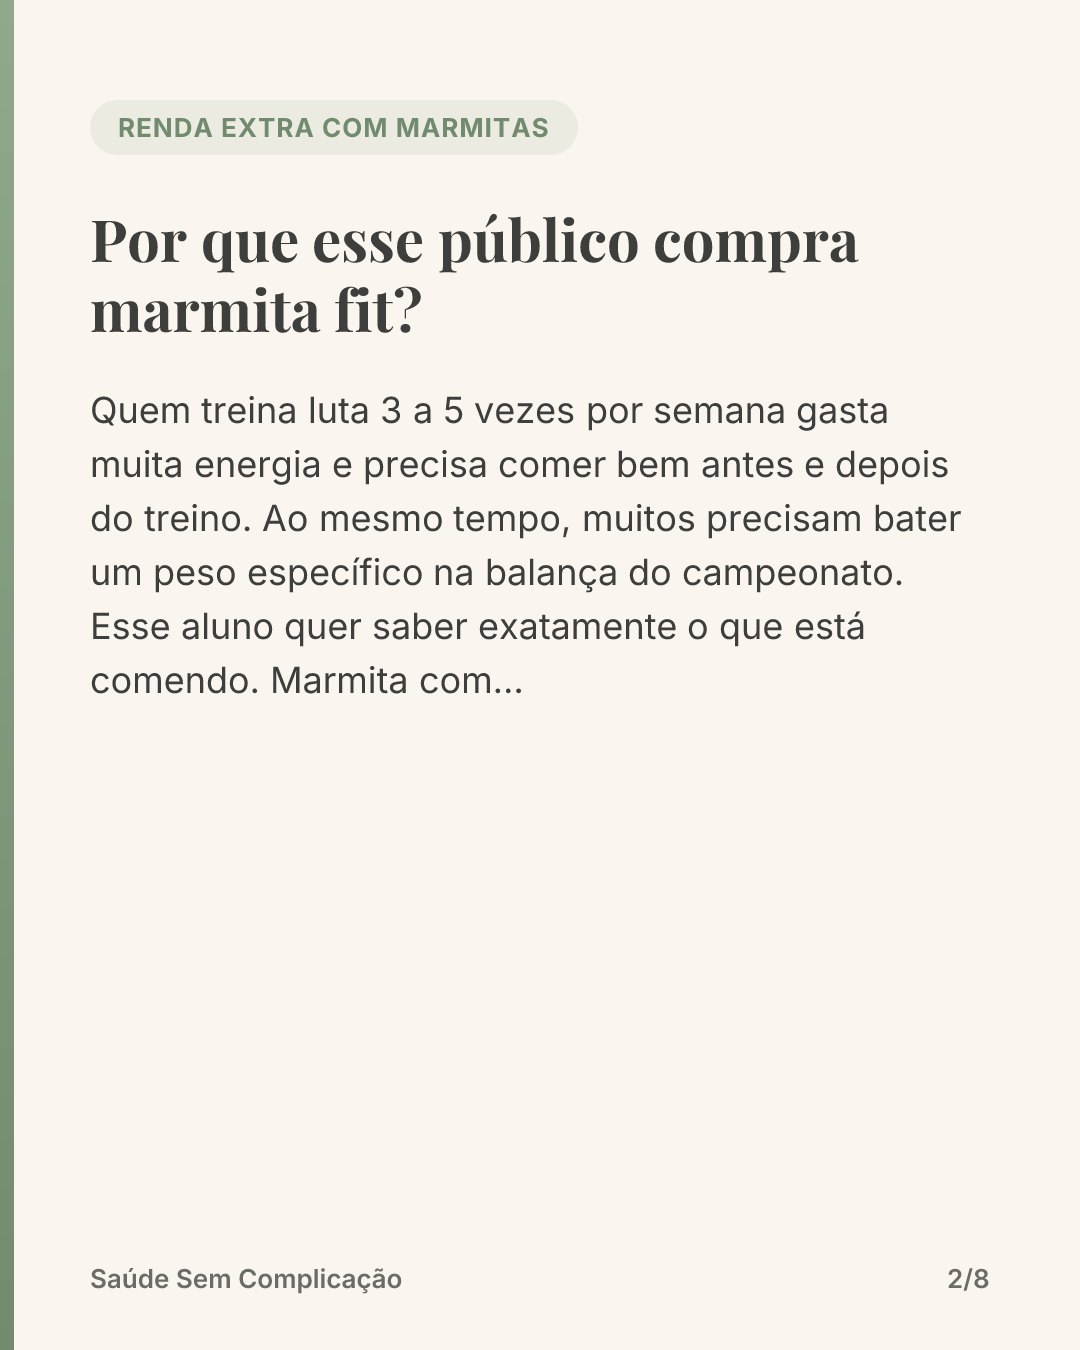 RENDA EXTRA COM MARMITAS
Por que esse público compra
marmita fit?
Quem treina luta 3 a 5 vezes por semana gasta
muita energia e precisa comer bem antes e depois
do treino. Ao mesmo tempo, muitos precisam bater
um peso específico na balança do campeonato.
Esse aluno quer saber exatamente o que está
comendo. Marmita com...
Saúde Sem Complicação
2/8